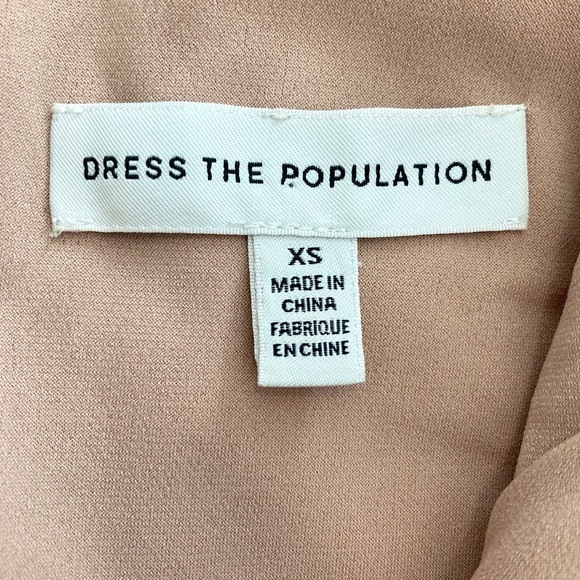 DRESS THE POPULATION
XS
MADE IN
CHINA
FABRIQUE
EN CHINE